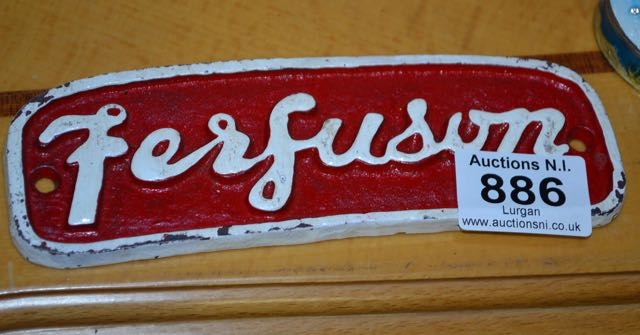 Ferguson
Auctions N.I.
886
Lurgan
www.auctionsni.co.uk